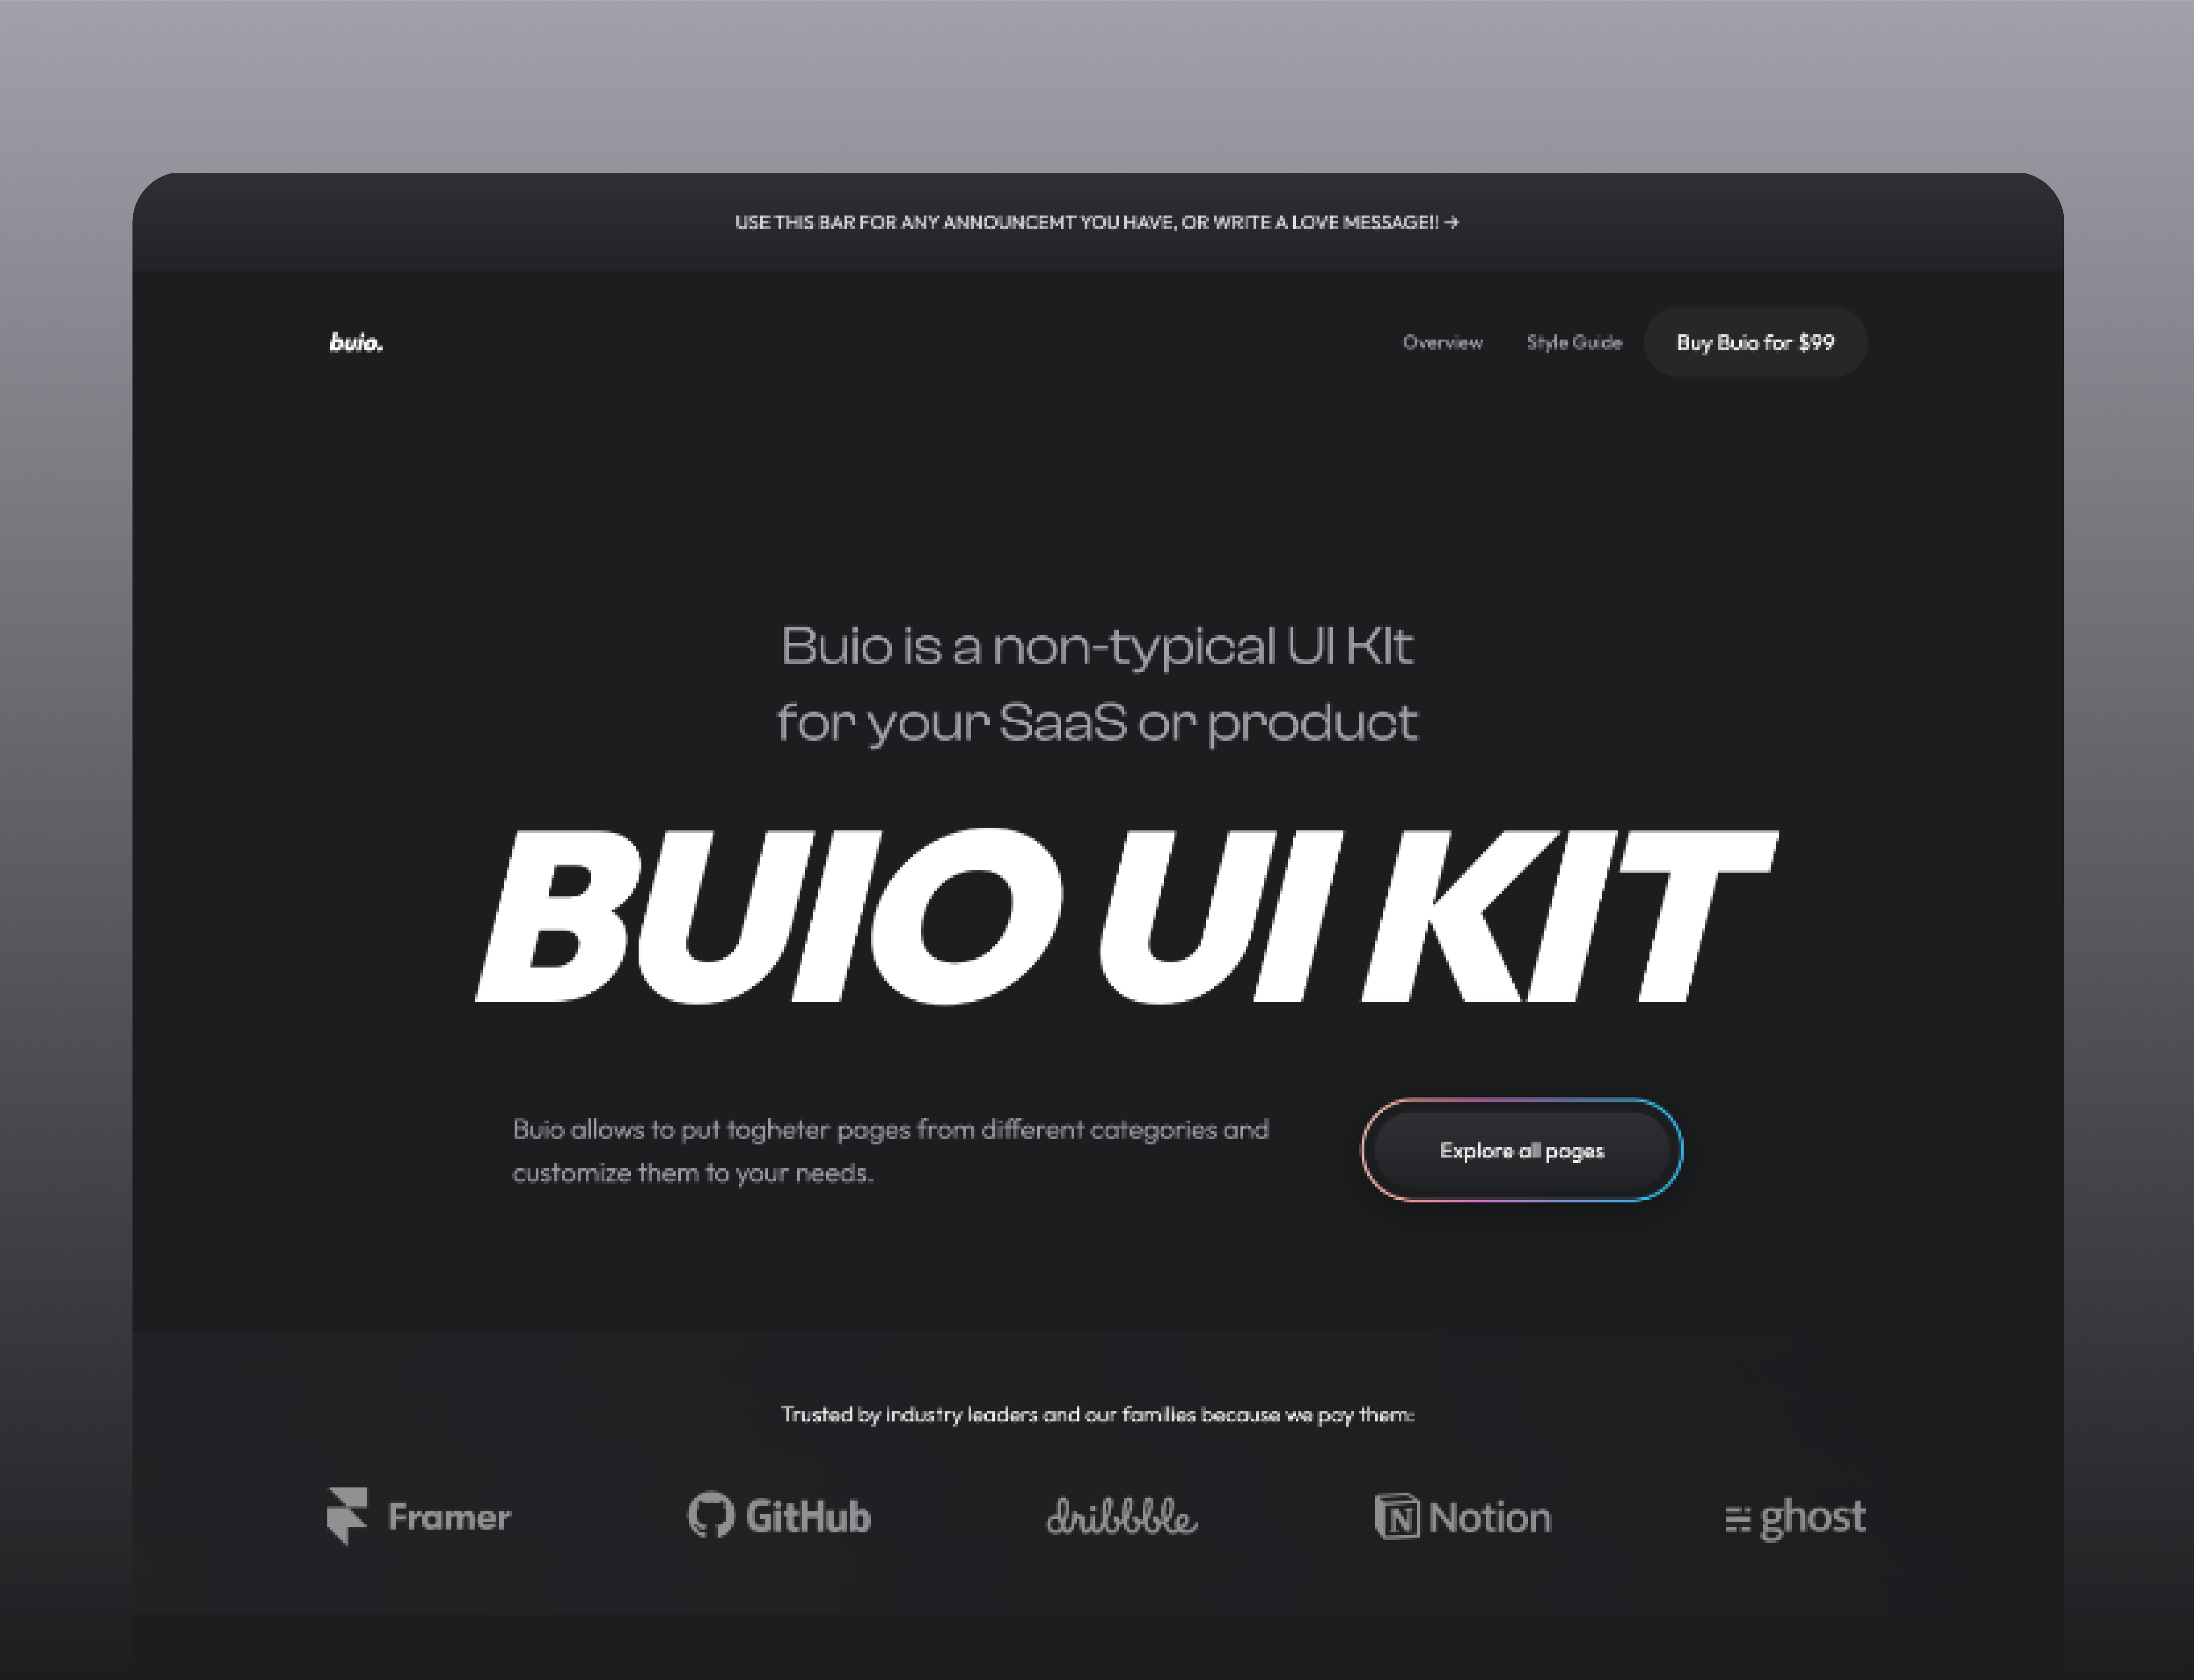 USE THIS BAR FOR ANY ANNOUNCEMT YOU HAVE, OR WRITE A LOVE MESSAGE!! →
buio.
Overview
Style Guide
Buy Buio for $99
Buio is a non-typical UI KIt
for your SaaS or product
BUIO UI KIT
Buio allows to put togheter pages from different categories and
customize them to your needs.
Explore all pages
Trusted by industry leaders and our families because we pay them:
Framer
GitHub
dribbble
Notion
ghost